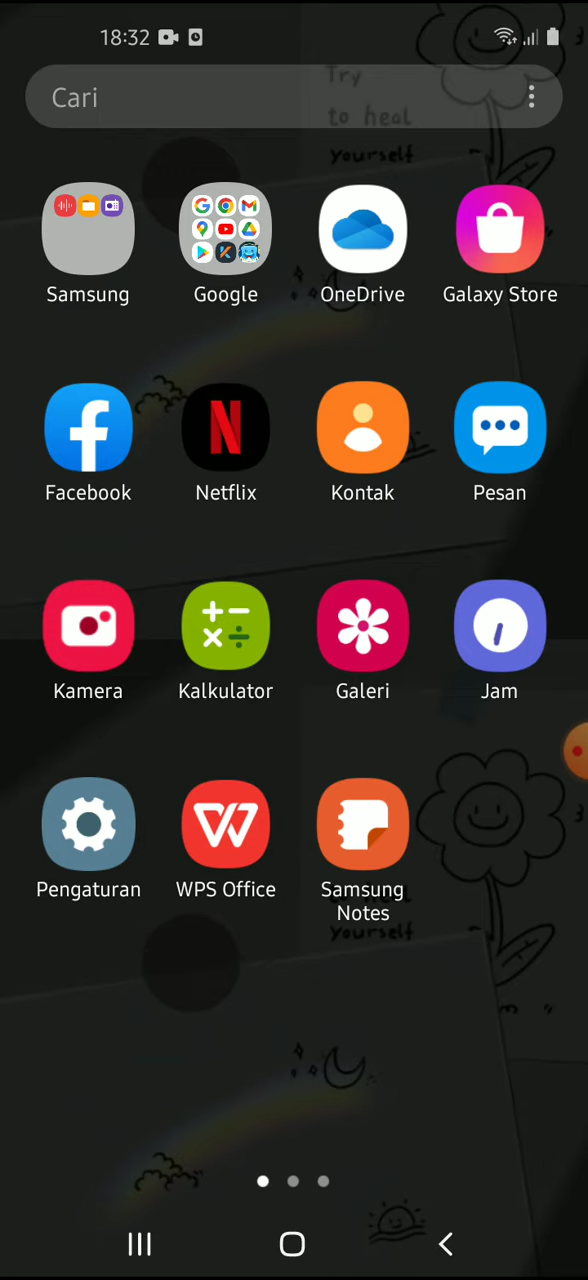 18:32
Cari
Try
to heal
yourself
Samsung
Google
OneDrive
Galaxy Store
Facebook
Netflix
Kontak
Pesan
Kamera
Kalkulator
Galeri
Jam
Pengaturan
WPS Office
Samsung
Notes
yourself